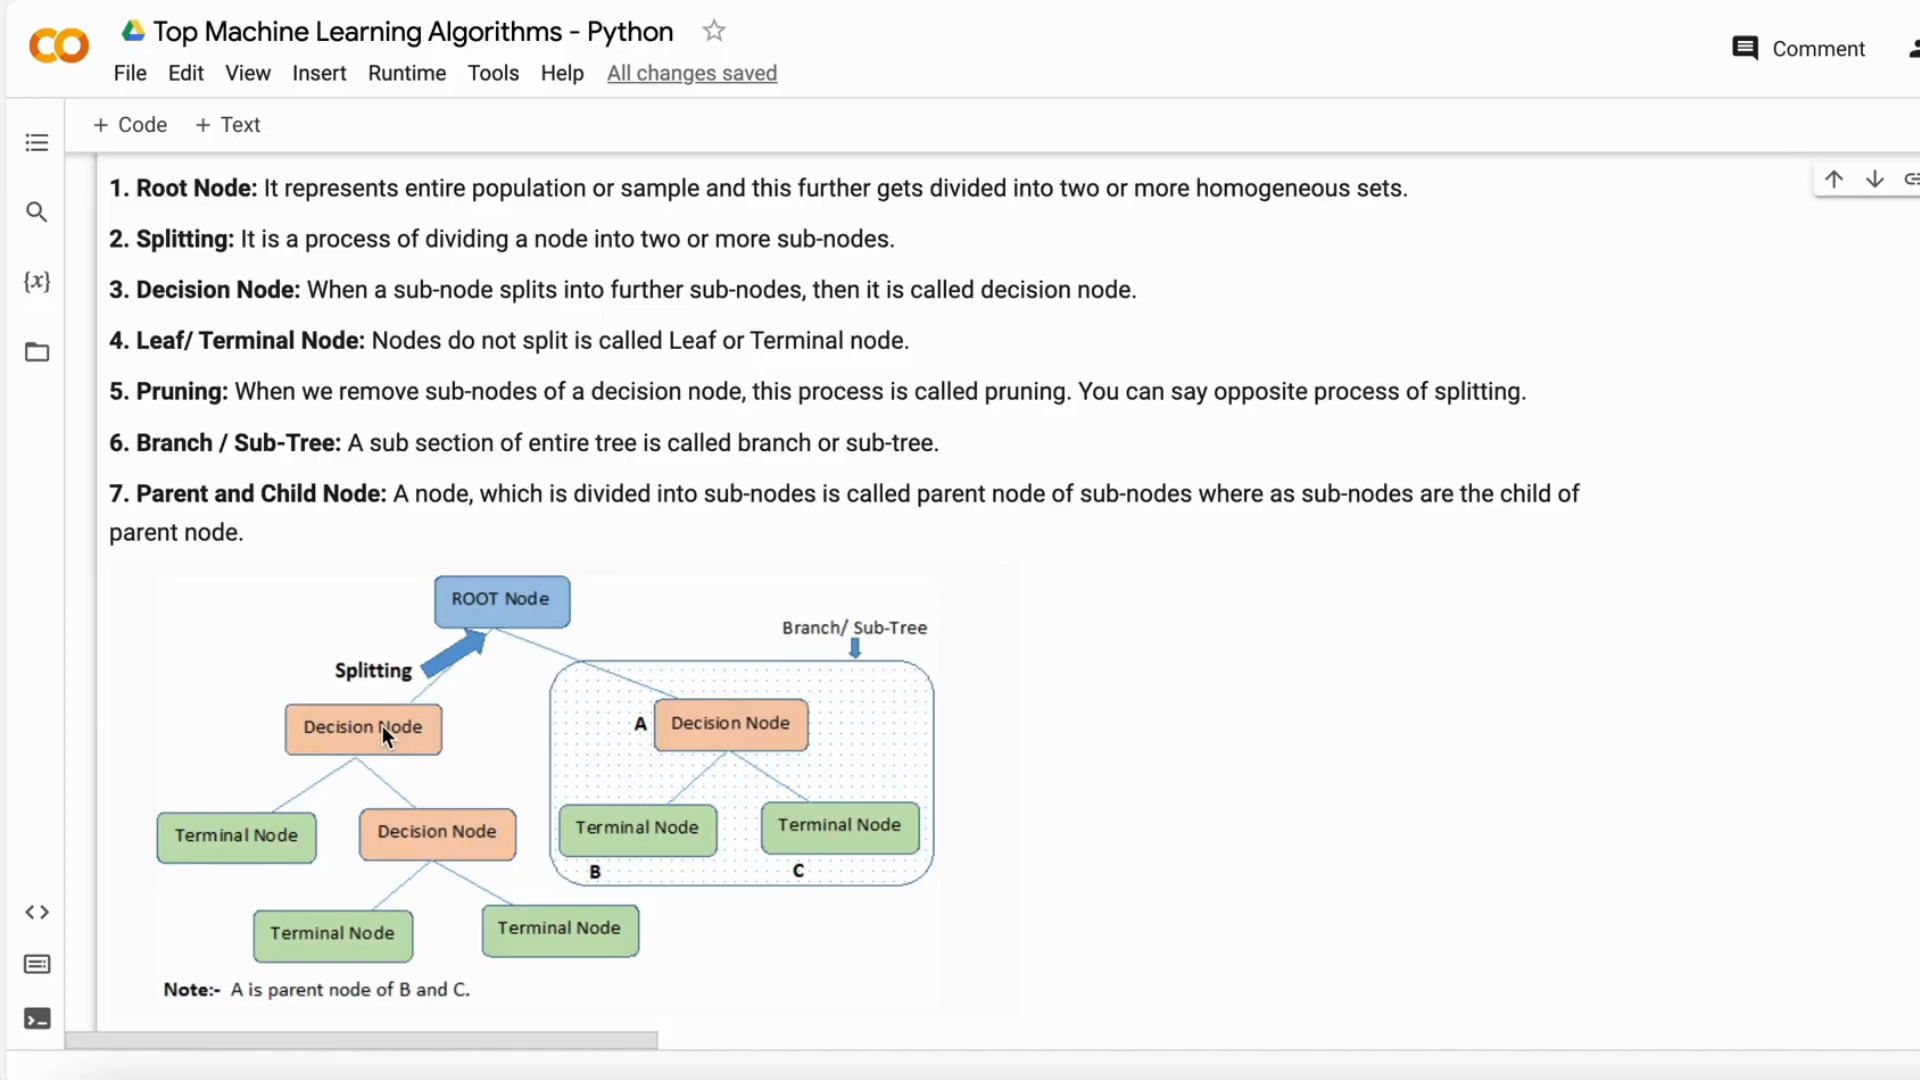 Top Machine Learning Algorithms - Python
Comment
File Edit View Insert Runtime Tools Help All changes saved
+ Code + Text
1. Root Node: It represents entire population or sample and this further gets divided into two or more homogeneous sets.
2. Splitting: It is a process of dividing a node into two or more sub-nodes.
3. Decision Node: When a sub-node splits into further sub-nodes, then it is called decision node.
4. Leaf/ Terminal Node: Nodes do not split is called Leaf or Terminal node.
5. Pruning: When we remove sub-nodes of a decision node, this process is called pruning. You can say opposite process of splitting.
6. Branch / Sub-Tree: A sub section of entire tree is called branch or sub-tree.
7. Parent and Child Node: A node, which is divided into sub-nodes is called parent node of sub-nodes where as sub-nodes are the child of
parent node.
ROOT Node
Branch/ Sub-Tree
Splitting
Decision Node
A Decision Node
Terminal Node
Decision Node
Terminal Node
Terminal Node
B C
Terminal Node
Terminal Node
Note:- A is parent node of B and C.